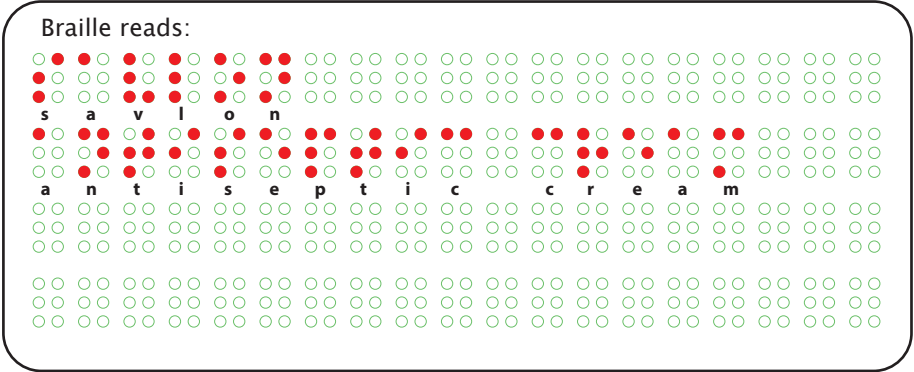 Braille reads:
s a v l o n
a n t i s e p t i c c r e a m